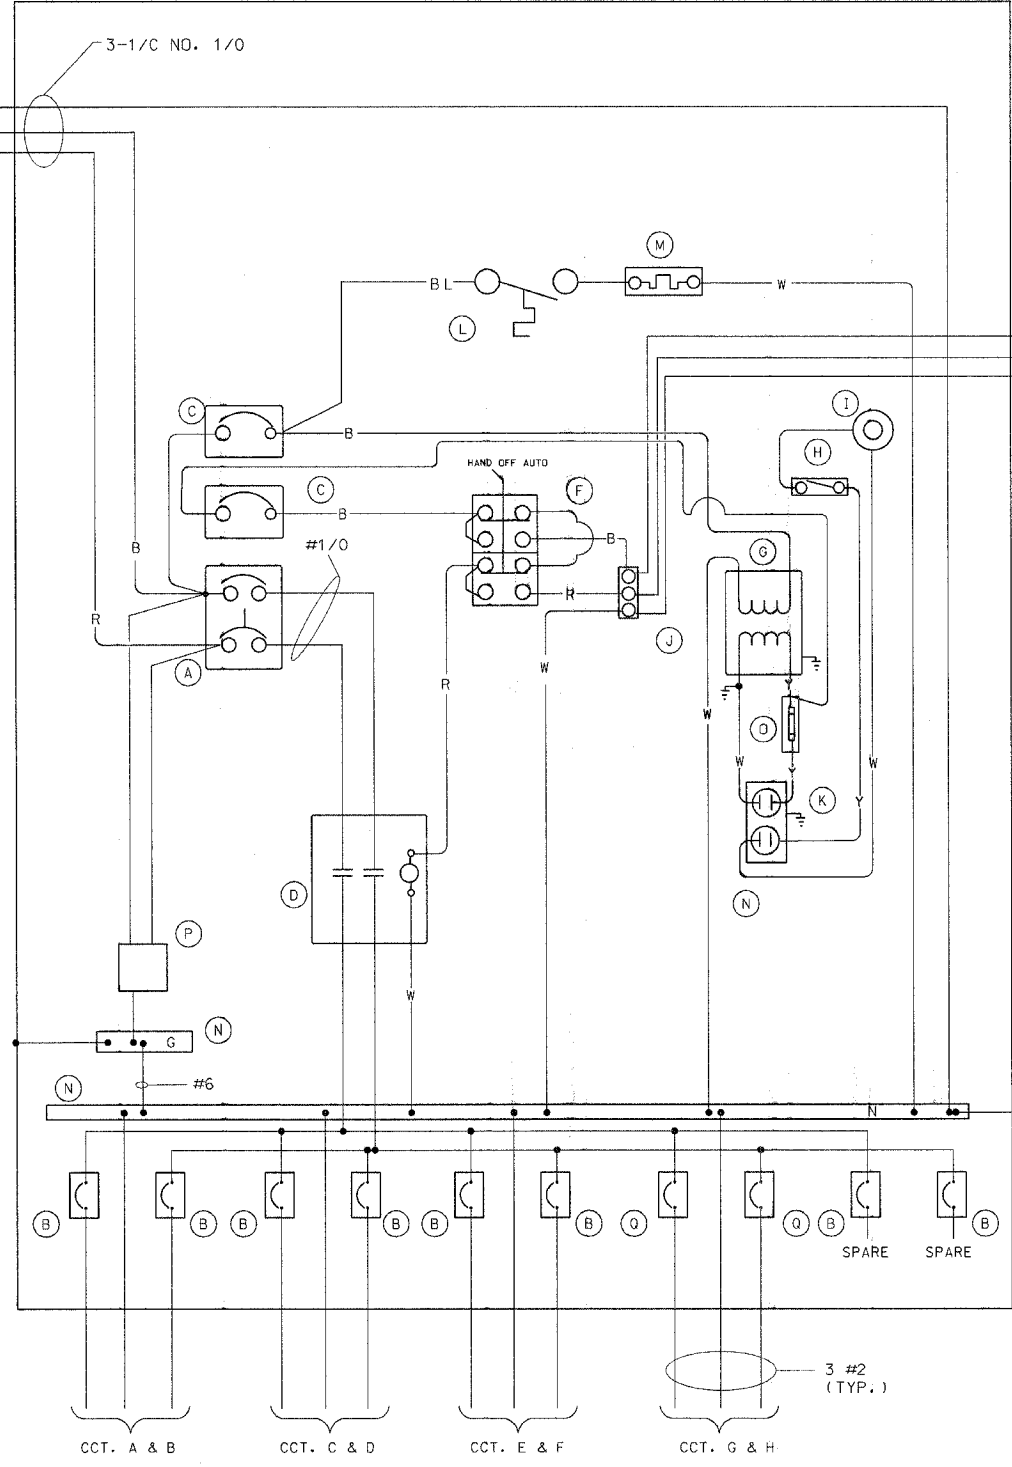 3-1/C NO. 1/0
M
BL
W
L
I
C
B
H
HAND OFF AUTO
C
F
B
#1/0
B
B
G
R
R
J
A
W
R
W
O
W
W
K
Y
D
N
P
W
N
G
#6
N
N
B
B
B
B
B
B
Q
Q
B
B
SPARE
SPARE
3 #2
(TYP.)
CCT. A & B
CCT. C & D
CCT. E & F
CCT. G & H